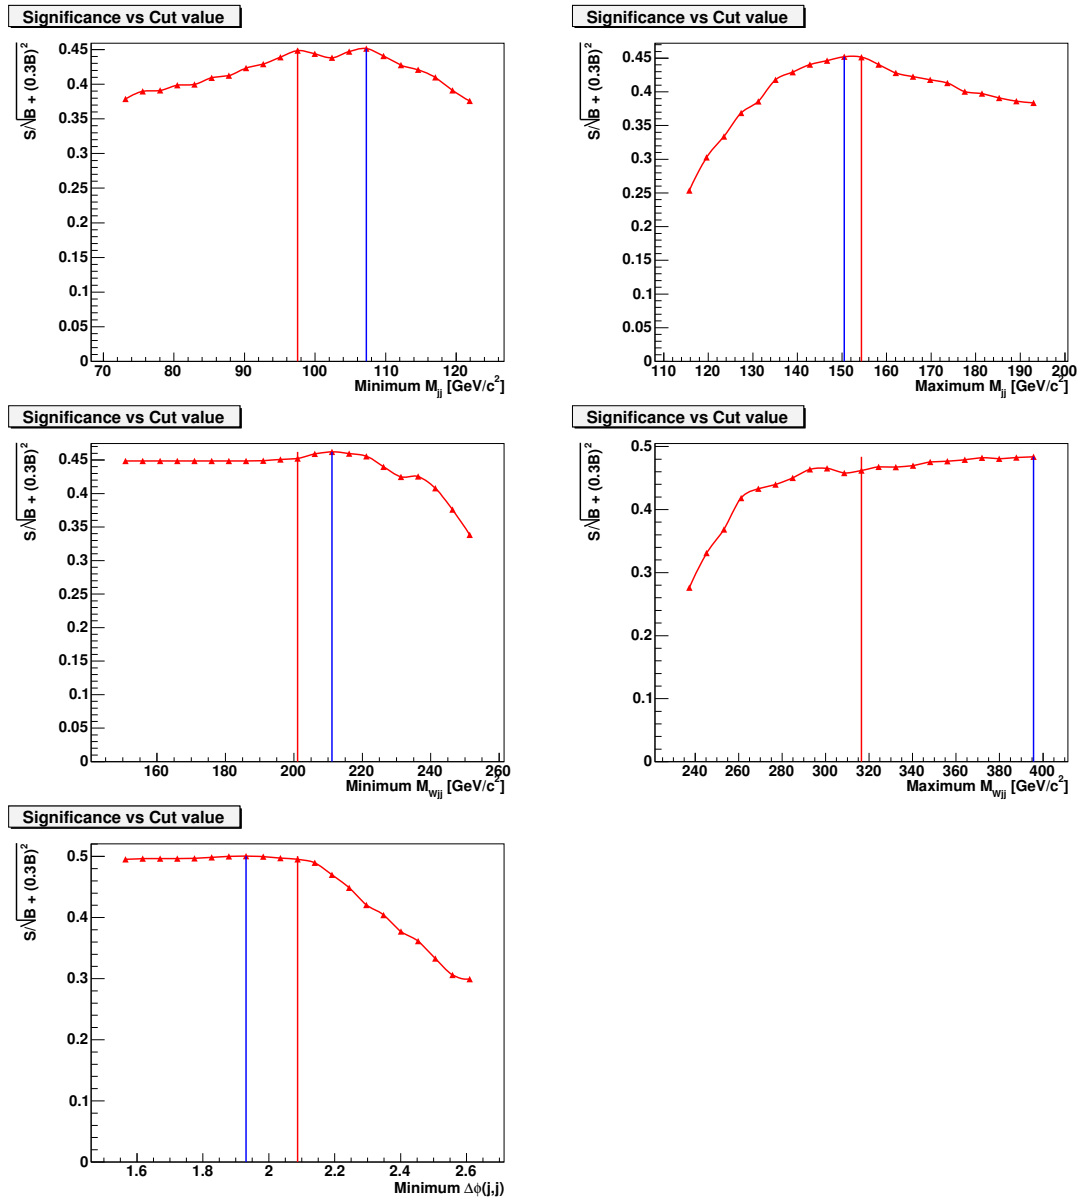 Significance vs Cut value
S/√B + (0.3B)²
0.45
0.4
0.35
0.3
0.25
0.2
0.15
0.1
0.05
0
70 80 90 100 110 120
Minimum M_jj [GeV/c²]
Significance vs Cut value
S/√B + (0.3B)²
0.45
0.4
0.35
0.3
0.25
0.2
0.15
0.1
0.05
0
110 120 130 140 150 160 170 180 190 200
Maximum M_jj [GeV/c²]
Significance vs Cut value
S/√B + (0.3B)²
0.45
0.4
0.35
0.3
0.25
0.2
0.15
0.1
0.05
0
160 180 200 220 240 260
Minimum M_Wjj [GeV/c²]
Significance vs Cut value
S/√B + (0.3B)²
0.5
0.4
0.3
0.2
0.1
0
240 260 280 300 320 340 360 380 400
Maximum M_Wjj [GeV/c²]
Significance vs Cut value
S/√B + (0.3B)²
0.5
0.4
0.3
0.2
0.1
0
1.6 1.8 2 2.2 2.4 2.6
Minimum Δϕ(j,j)